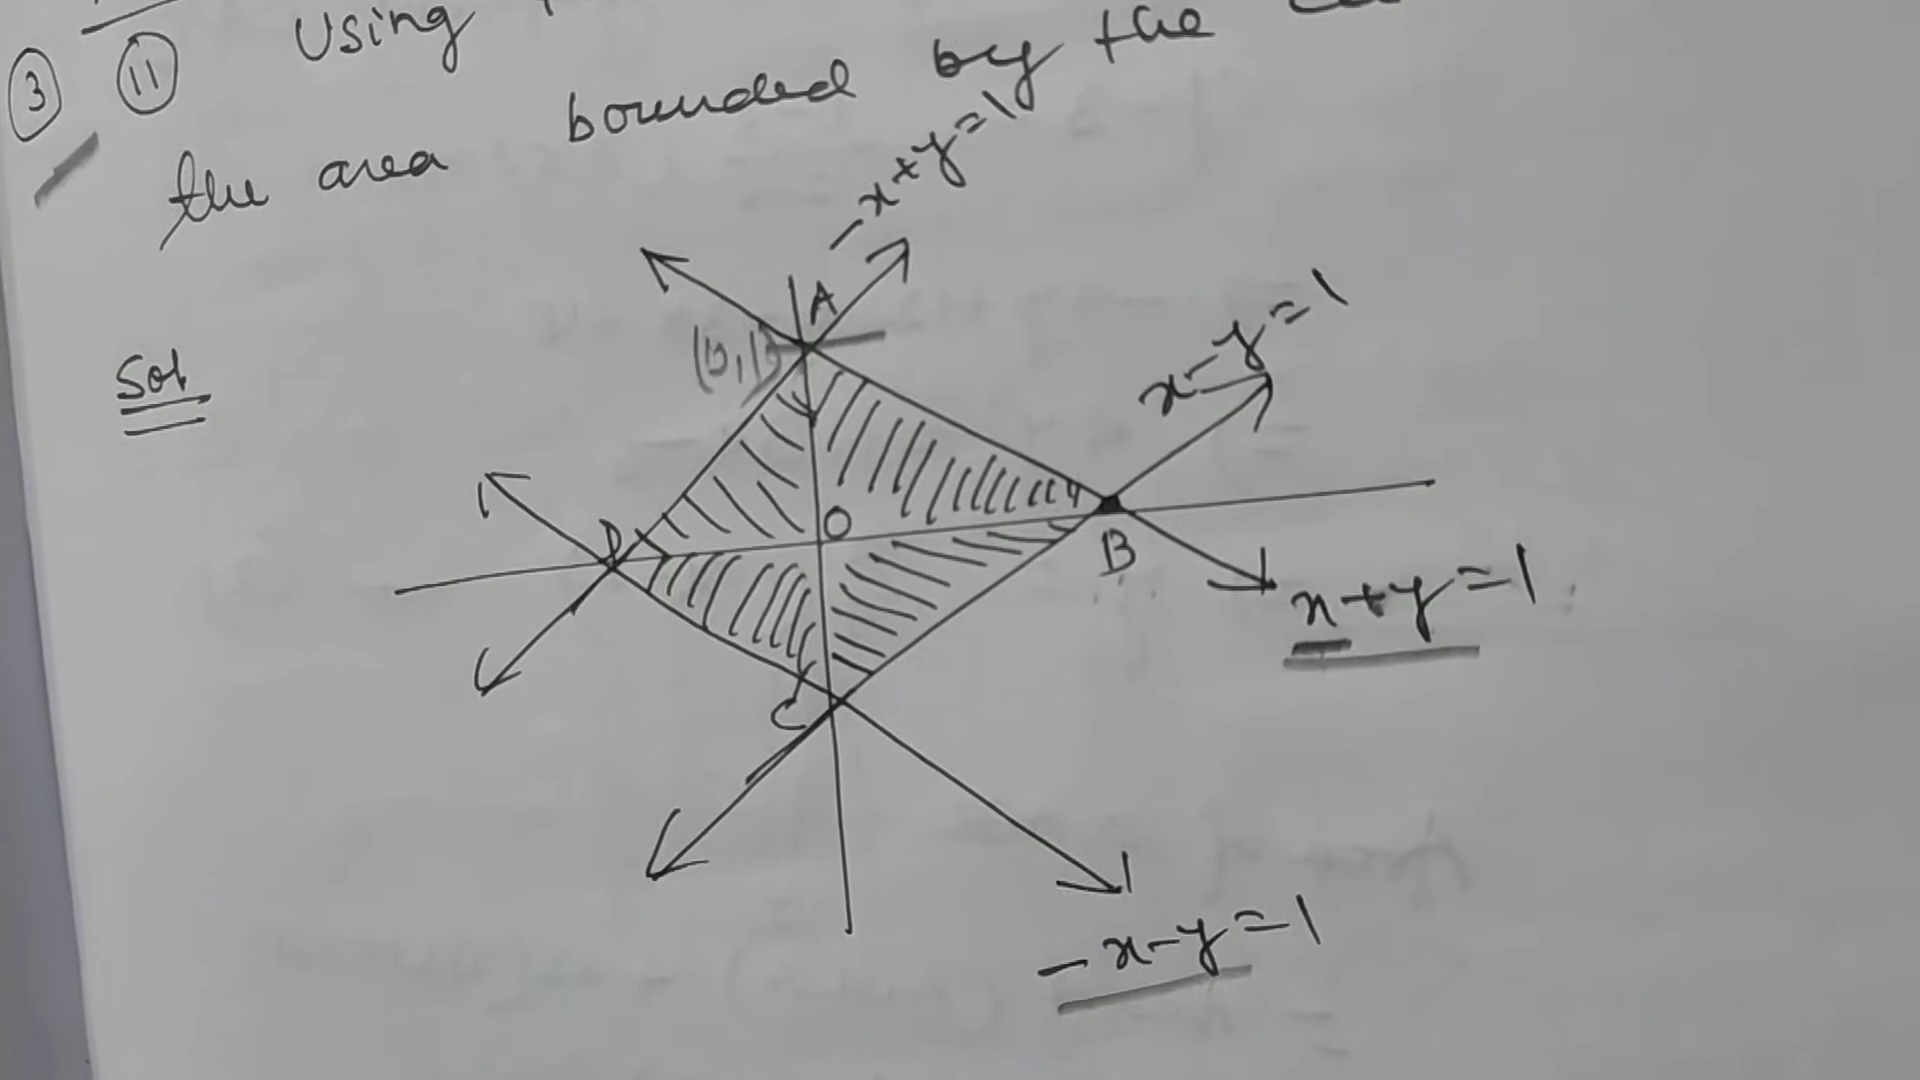 3 11 Using
the area bounded by the
-x+y=1
A
(0,1)
x-y=1
Sol
D
O
B
x+y=1
C
-x-y=1